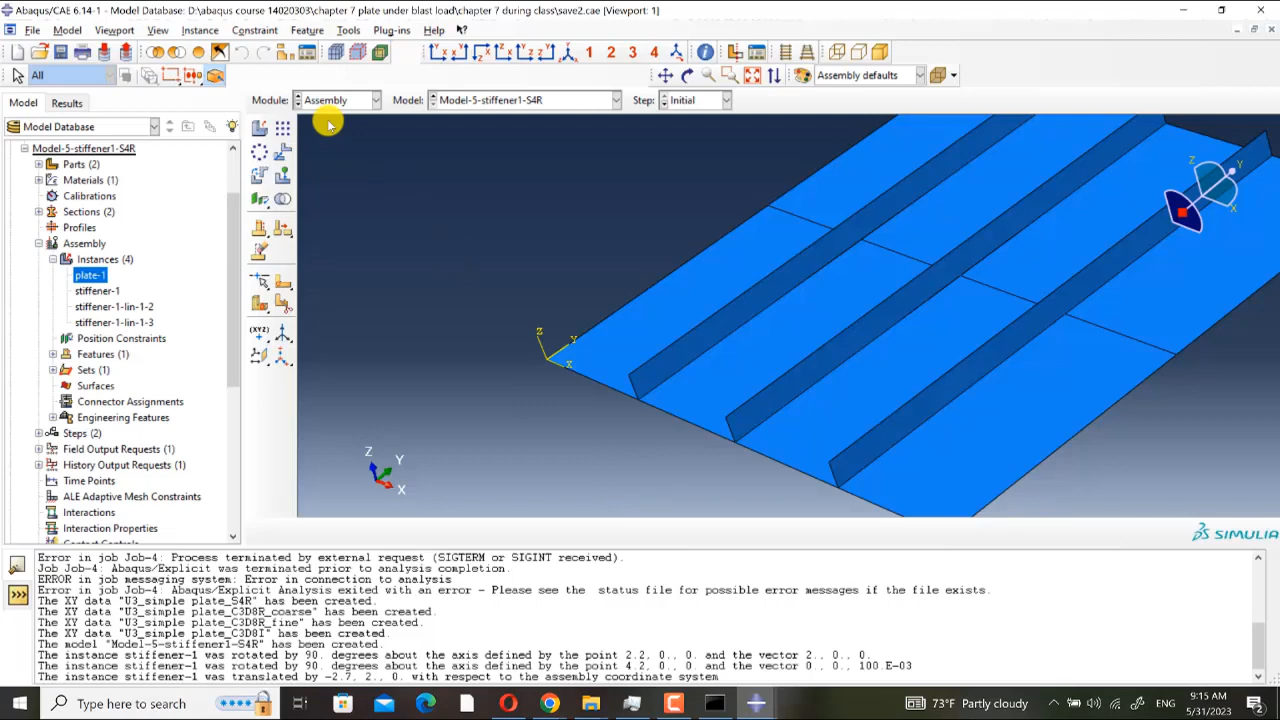 Abaqus/CAE 6.14-1 - Model Database: D:\abaqus course 14020303\chapter 7 plate under blast load\chapter 7 during class\save2.cae [Viewport: 1]
File Model Viewport View Instance Constraint Feature Tools Plug-ins Help
1 2 3 4
All Assembly defaults
Model Results Module: Assembly Model: Model-5-stiffener1-S4R Step: Initial
Model Database
Model-5-stiffener1-S4R
Parts (2)
Materials (1)
Calibrations
Sections (2)
Profiles
Assembly
Instances (4)
plate-1
stiffener-1
stiffener-1-lin-1-2
stiffener-1-lin-1-3
Position Constraints
Features (1)
Sets (1)
Surfaces
Connector Assignments
Engineering Features
Steps (2)
Field Output Requests (1)
History Output Requests (1)
Time Points
ALE Adaptive Mesh Constraints
Interactions
Interaction Properties
(XYZ)
Z Y X
Z Y X
Z Y X
SIMULIA
Error in job Job-4: Process terminated by external request (SIGTERM or SIGINT received).
Job Job-4: Abaqus/Explicit was terminated prior to analysis completion.
ERROR in job messaging system: Error in connection to analysis
Error in job Job-4: Abaqus/Explicit Analysis exited with an error - Please see the status file for possible error messages if the file exists.
The XY data "U3_simple plate_S4R" has been created.
The XY data "U3_simple plate_C3D8R_coarse" has been created.
The XY data "U3_simple plate_C3D8R_fine" has been created.
The XY data "U3_simple plate_C3D8I" has been created.
The model "Model-5-stiffener1-S4R" has been created.
The instance stiffener-1 was rotated by 90. degrees about the axis defined by the point 2.2, 0., 0. and the vector 2., 0., 0.
The instance stiffener-1 was rotated by 90. degrees about the axis defined by the point 4.2, 0., 0. and the vector 0., 0., 100.E-03
The instance stiffener-1 was translated by -2.7, 2., 0. with respect to the assembly coordinate system
Type here to search
73°F Partly cloudy
ENG
9:15 AM
5/31/2023
2